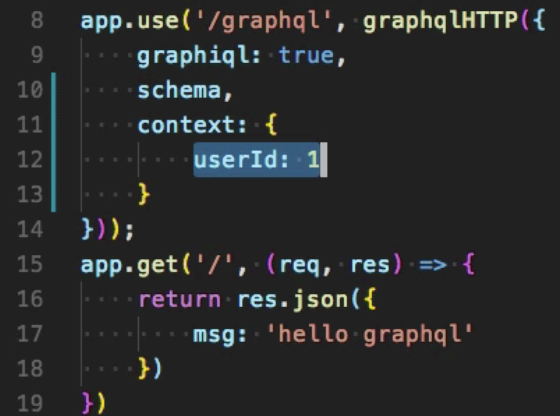 8 app.use('/graphql', graphqlHTTP({
9     graphiql: true,
10     schema,
11     context: {
12         userId: 1
13     }
14 }));
15 app.get('/', (req, res) => {
16     return res.json({
17         msg: 'hello graphql'
18     })
19 })